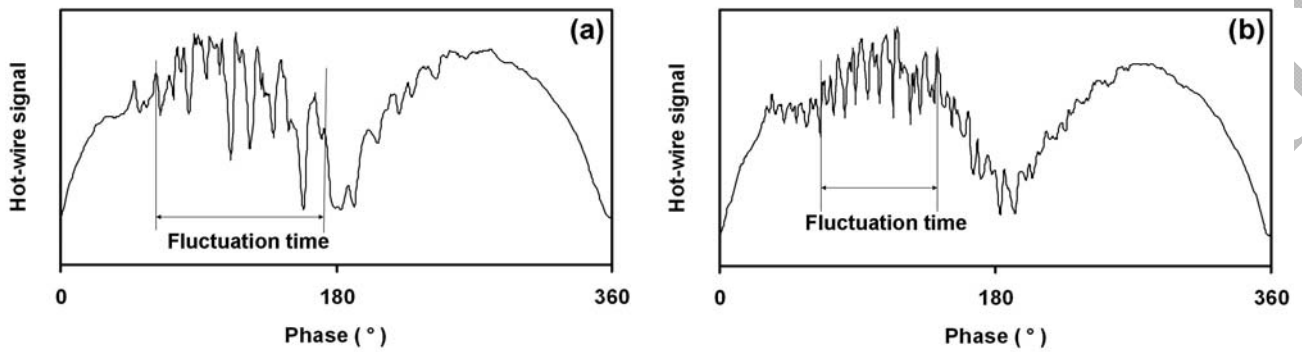 (a)
Hot-wire signal
Fluctuation time
0 180 360
Phase ( ° )
(b)
Hot-wire signal
Fluctuation time
0 180 360
Phase ( ° )